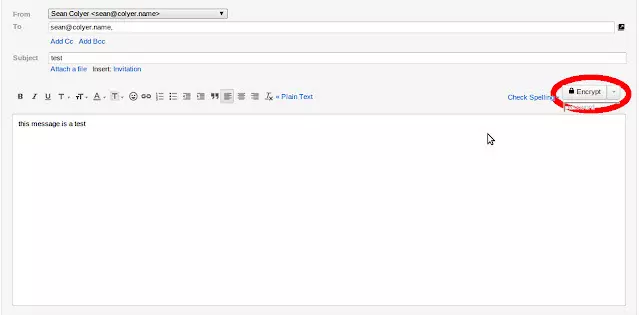 From Sean Colyer <sean@colyer.name>
To sean@colyer.name,
Add Cc Add Bcc
Subject test
Attach a file Insert: Invitation
B I U T T A T « Plain Text Check Spelling Encrypt
this message is a test